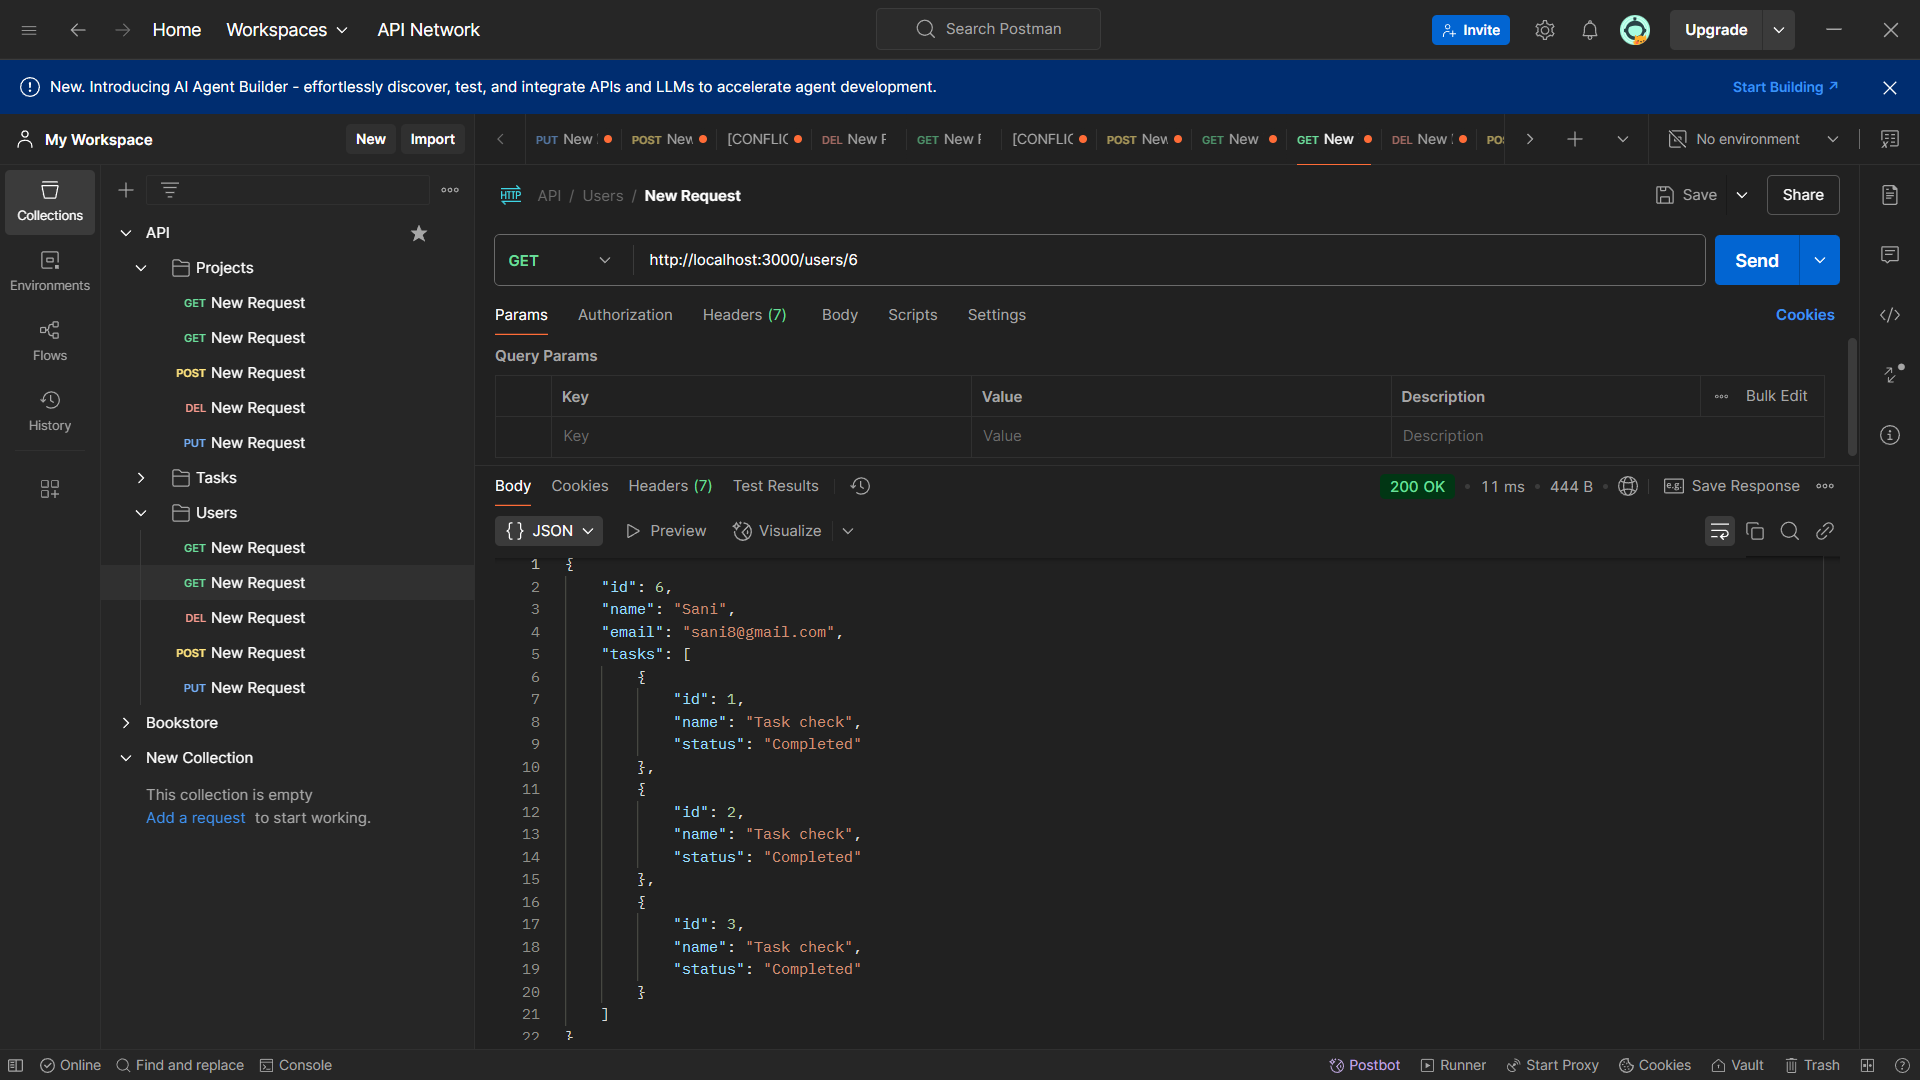 Home Workspaces API Network Search Postman Invite Upgrade
New. Introducing AI Agent Builder - effortlessly discover, test, and integrate APIs and LLMs to accelerate agent development. Start Building
My Workspace New Import PUT New POST New [CONFLIC DEL New GET New [CONFLIC POST New GET New GET New DEL New No environment
API / Users / New Request Save Share
GET http://localhost:3000/users/6 Send
Params Authorization Headers (7) Body Scripts Settings Cookies
Query Params
Key Value Description Bulk Edit
Key Value Description
Body Cookies Headers (7) Test Results 200 OK 11 ms 444 B e.g. Save Response
{} JSON Preview Visualize
1 {
2 "id": 6,
3 "name": "Sani",
4 "email": "sani8@gmail.com",
5 "tasks": [
6 {
7 "id": 1,
8 "name": "Task check",
9 "status": "Completed"
10 },
11 {
12 "id": 2,
13 "name": "Task check",
14 "status": "Completed"
15 },
16 {
17 "id": 3,
18 "name": "Task check",
19 "status": "Completed"
20 }
21 ]
22 }
Collections
Environments
Flows
History
API
Projects
GET New Request
GET New Request
POST New Request
DEL New Request
PUT New Request
Tasks
Users
GET New Request
GET New Request
DEL New Request
POST New Request
PUT New Request
Bookstore
New Collection
This collection is empty
Add a request to start working.
Online Find and replace Console Postbot Runner Start Proxy Cookies Vault Trash